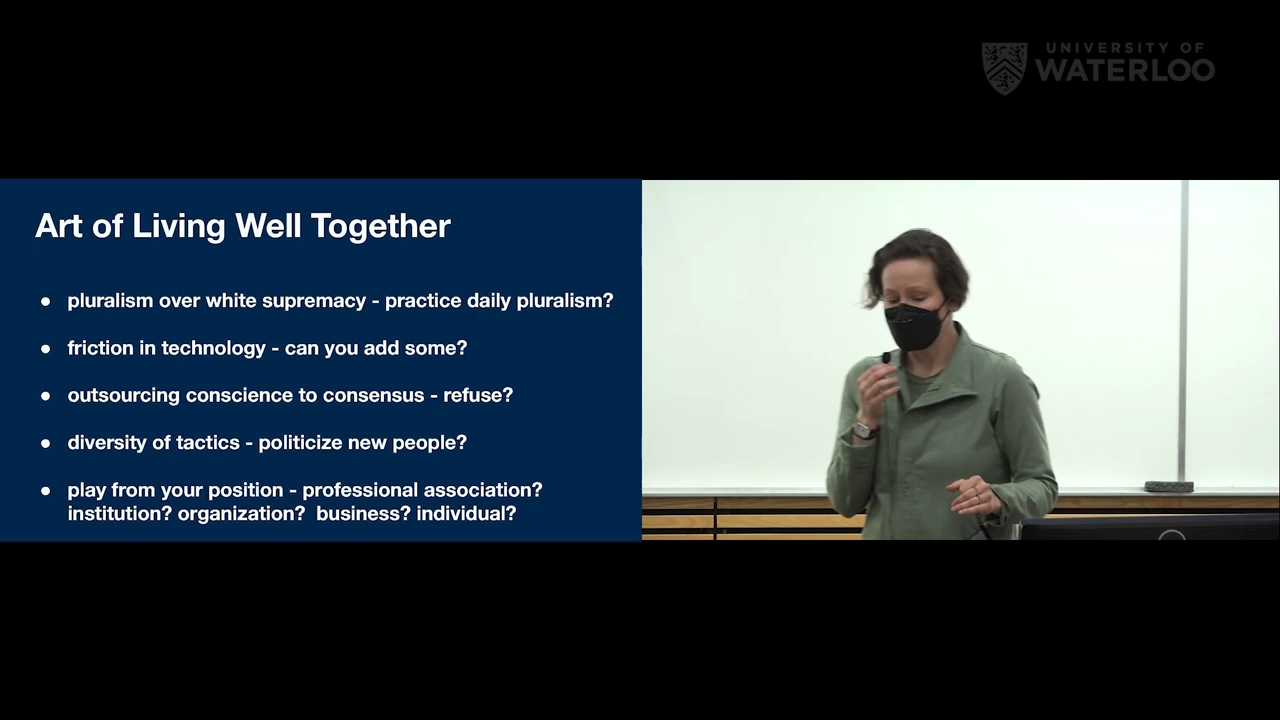 UNIVERSITY OF
WATERLOO
Art of Living Well Together
● pluralism over white supremacy - practice daily pluralism?
● friction in technology - can you add some?
● outsourcing conscience to consensus - refuse?
● diversity of tactics - politicize new people?
● play from your position - professional association?
institution? organization? business? individual?